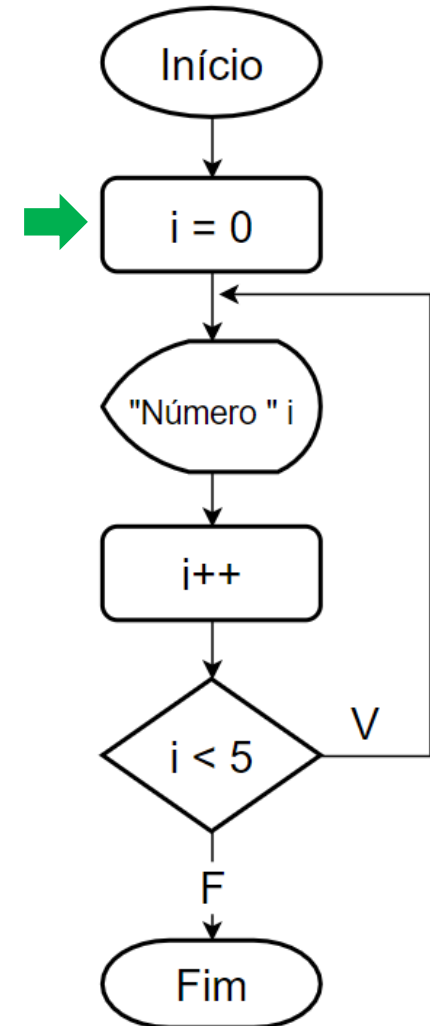 Início
i = 0
"Número " i
i++
i < 5
V
F
Fim